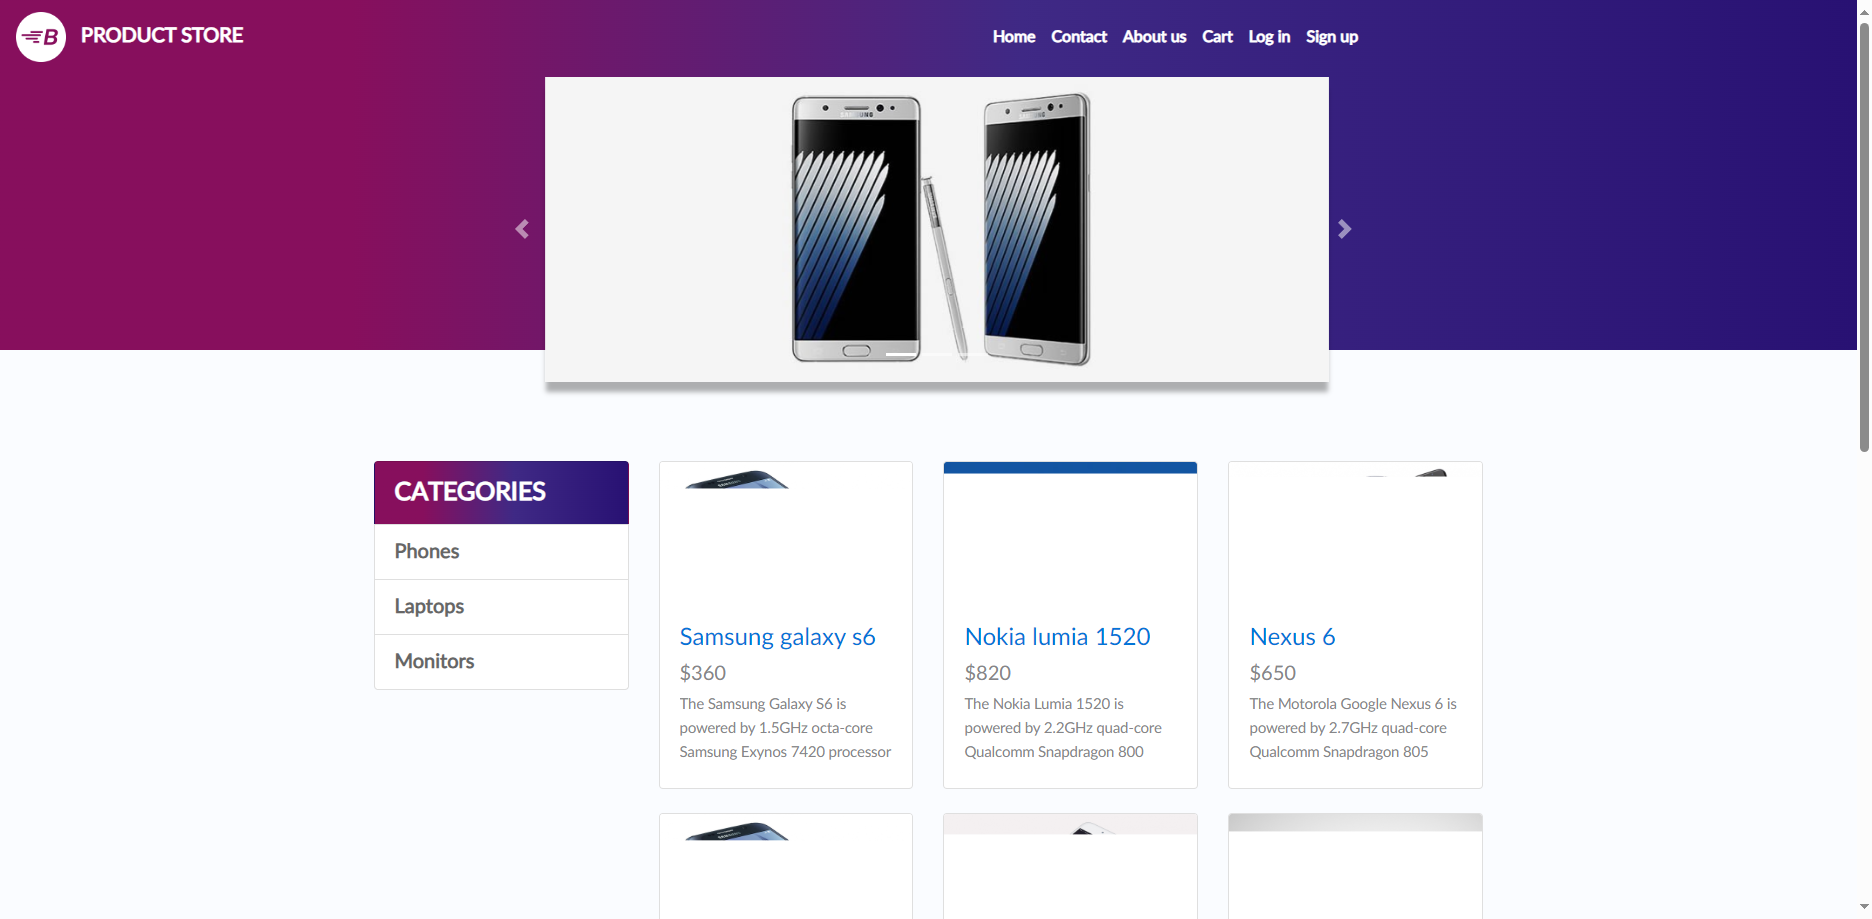 B
PRODUCT STORE
Home
Contact
About us
Cart
Log in
Sign up
SAMSUNG
SAMSUNG
CATEGORIES
Phones
Laptops
Monitors
Samsung galaxy s6
$360
The Samsung Galaxy S6 is
powered by 1.5GHz octa-core
Samsung Exynos 7420 processor
Nokia lumia 1520
$820
The Nokia Lumia 1520 is
powered by 2.2GHz quad-core
Qualcomm Snapdragon 800
Nexus 6
$650
The Motorola Google Nexus 6 is
powered by 2.7GHz quad-core
Qualcomm Snapdragon 805